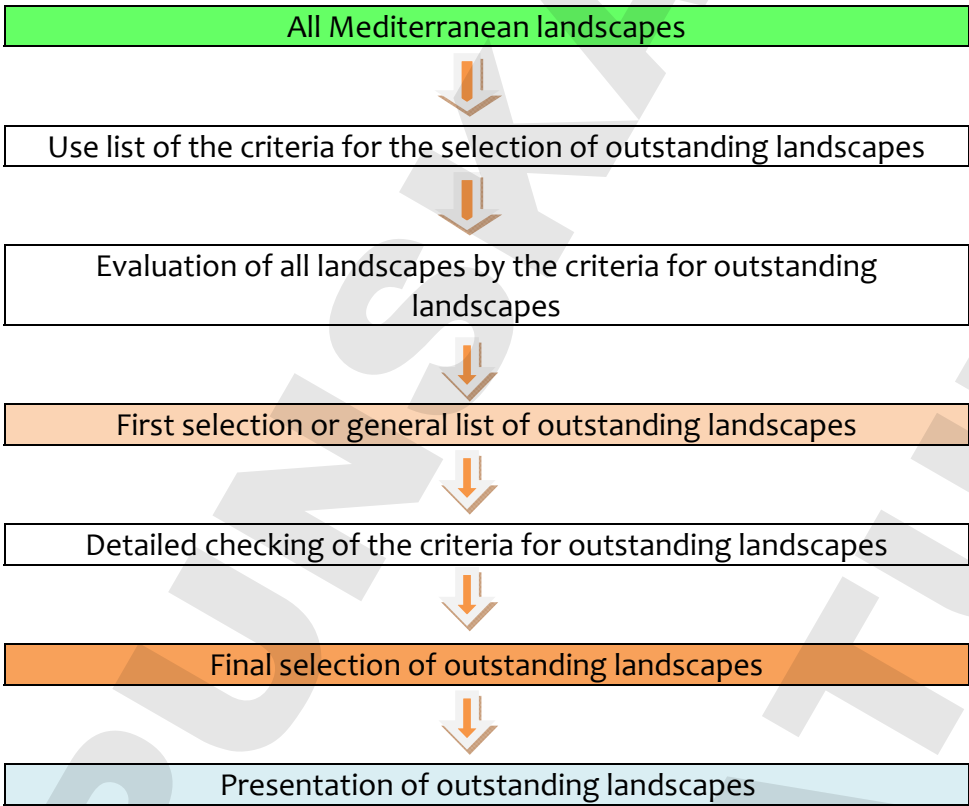 All Mediterranean landscapes
Use list of the criteria for the selection of outstanding landscapes
Evaluation of all landscapes by the criteria for outstanding
landscapes
First selection or general list of outstanding landscapes
Detailed checking of the criteria for outstanding landscapes
Final selection of outstanding landscapes
Presentation of outstanding landscapes